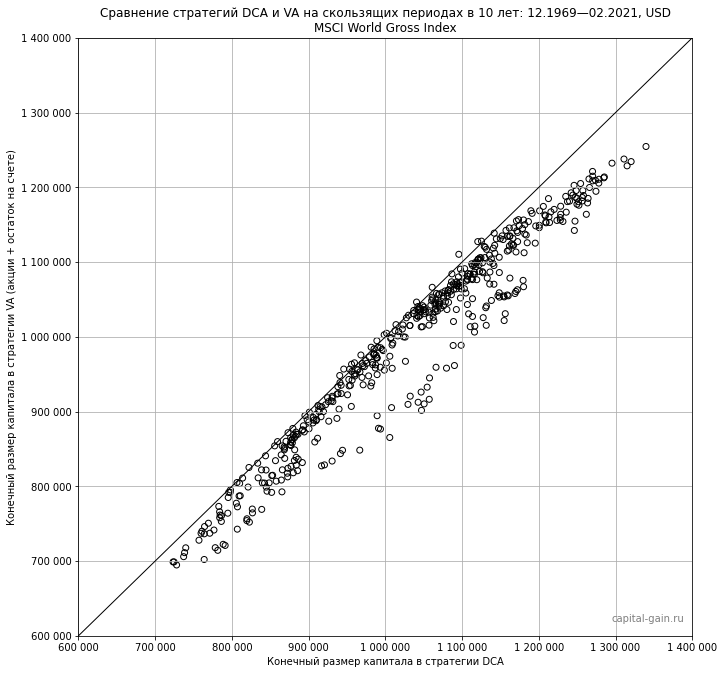 Сравнение стратегий DCA и VA на скользящих периодах в 10 лет: 12.1969—02.2021, USD
MSCI World Gross Index
Конечный размер капитала в стратегии VA (акции + остаток на счете)
1 400 000
1 300 000
1 200 000
1 100 000
1 000 000
900 000
800 000
700 000
600 000
capital-gain.ru
600 000 700 000 800 000 900 000 1 000 000 1 100 000 1 200 000 1 300 000 1 400 000
Конечный размер капитала в стратегии DCA